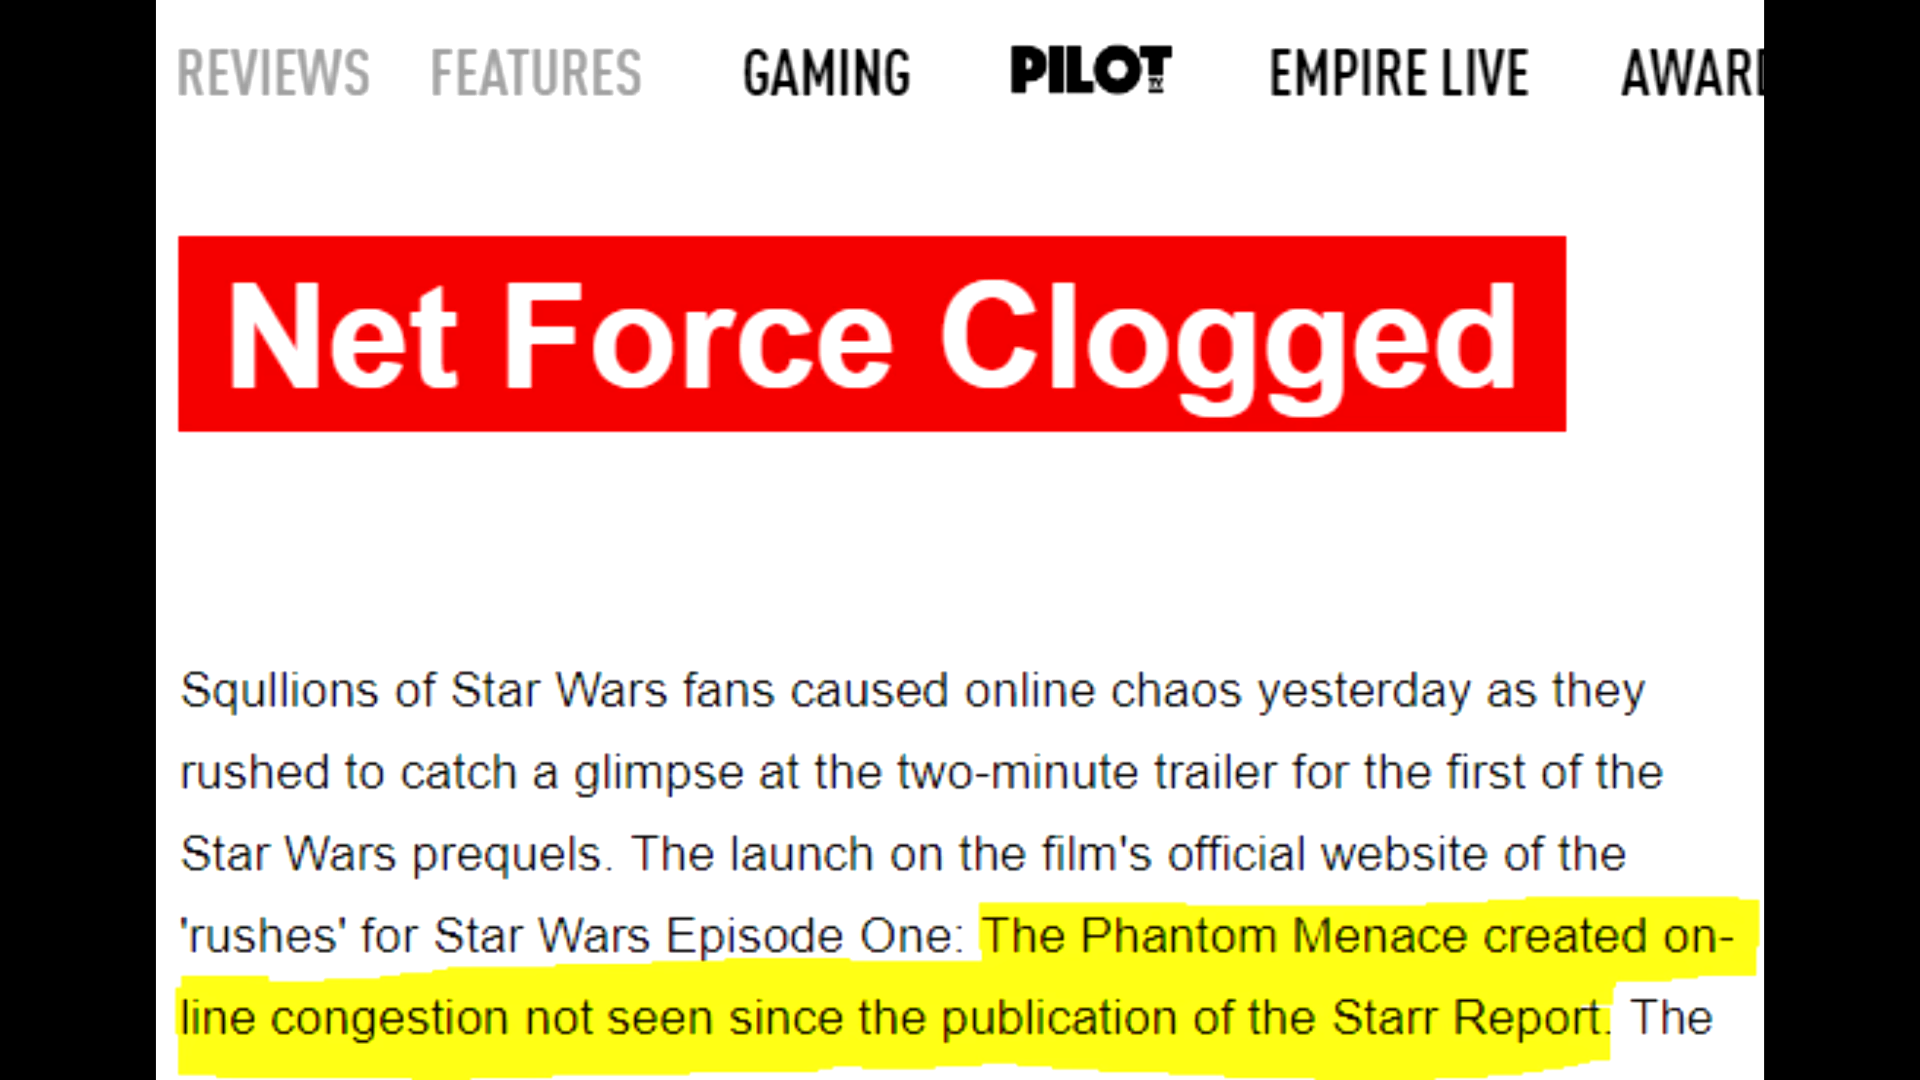 REVIEWS FEATURES GAMING PILOT TV EMPIRE LIVE AWARD
Net Force Clogged
Squllions of Star Wars fans caused online chaos yesterday as they
rushed to catch a glimpse at the two-minute trailer for the first of the
Star Wars prequels. The launch on the film's official website of the
'rushes' for Star Wars Episode One: The Phantom Menace created on-
line congestion not seen since the publication of the Starr Report. The